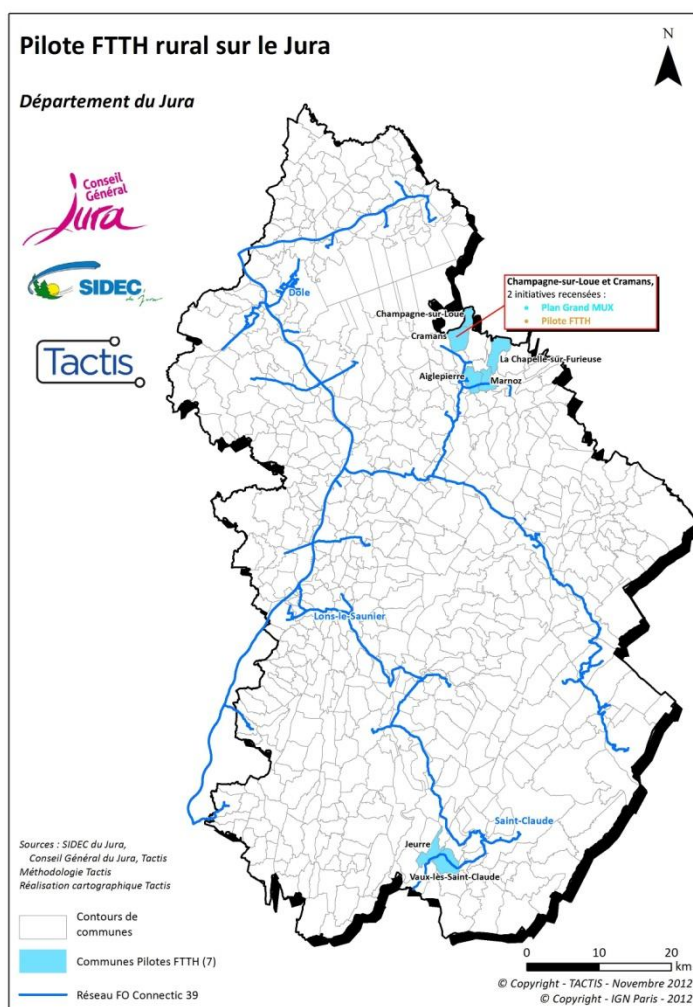 Pilote FTTH rural sur le Jura
N
Département du Jura
Conseil
Général
Jura
SIDEC
du Jura
Tactis
Dole
Champagne-sur-Loue et Cramans,
2 initiatives recensées :
Plan Grand MUX
Pilote FTTH
Champagne-sur-Loue
Cramans
La Chapelle-sur-Furieuse
Aiglepierre
Marnoz
Lons-le-Saunier
Saint-Claude
Jeurre
Vaux-lès-Saint-Claude
Sources : SIDEC du Jura,
Conseil Général du Jura, Tactis
Méthodologie Tactis
Réalisation cartographique Tactis
Contours de
communes
Communes Pilotes FTTH (7)
Réseau FO Connectic 39
0 10 20
km
© Copyright - TACTIS - Novembre 2012
© Copyright - IGN Paris - 2012